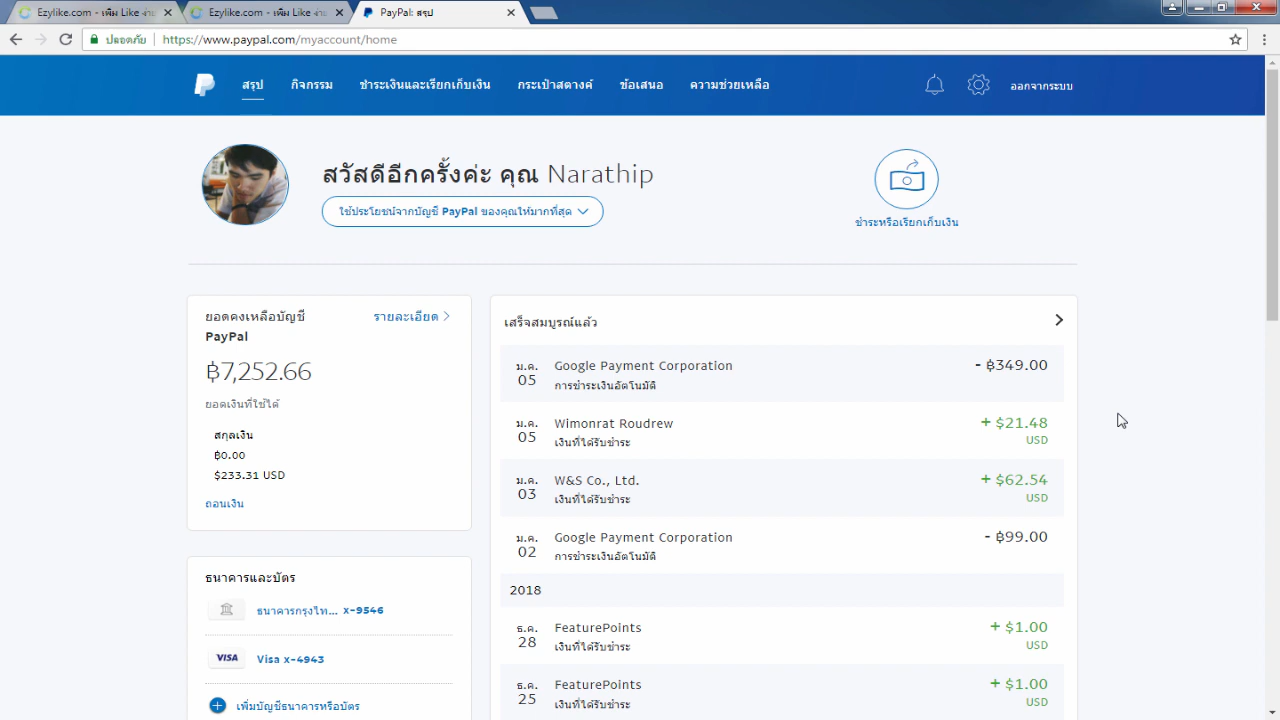 Ezylike.com - เพิ่ม Like ง่าย
Ezylike.com - เพิ่ม Like ง่าย
PayPal: สรุป
ปลอดภัย
https://www.paypal.com/myaccount/home
สรุป
กิจกรรม
ชำระเงินและเรียกเก็บเงิน
กระเป๋าสตางค์
ข้อเสนอ
ความช่วยเหลือ
ออกจากระบบ
สวัสดีอีกครั้งค่ะ คุณ Narathip
ใช้ประโยชน์จากบัญชี PayPal ของคุณให้มากที่สุด
ชำระหรือเรียกเก็บเงิน
ยอดคงเหลือบัญชี
PayPal
รายละเอียด
฿7,252.66
ยอดเงินที่ใช้ได้
สกุลเงิน
฿0.00
$233.31 USD
ถอนเงิน
ธนาคารและบัตร
ธนาคารกรุงไท... x-9546
VISA
Visa x-4943
เพิ่มบัญชีธนาคารหรือบัตร
เสร็จสมบูรณ์แล้ว
ม.ค.
05
Google Payment Corporation
การชำระเงินอัตโนมัติ
- ฿349.00
ม.ค.
05
Wimonrat Roudrew
เงินที่ได้รับชำระ
+ $21.48
USD
ม.ค.
03
W&S Co., Ltd.
เงินที่ได้รับชำระ
+ $62.54
USD
ม.ค.
02
Google Payment Corporation
การชำระเงินอัตโนมัติ
- ฿99.00
2018
ธ.ค.
28
FeaturePoints
เงินที่ได้รับชำระ
+ $1.00
USD
ธ.ค.
25
FeaturePoints
เงินที่ได้รับชำระ
+ $1.00
USD